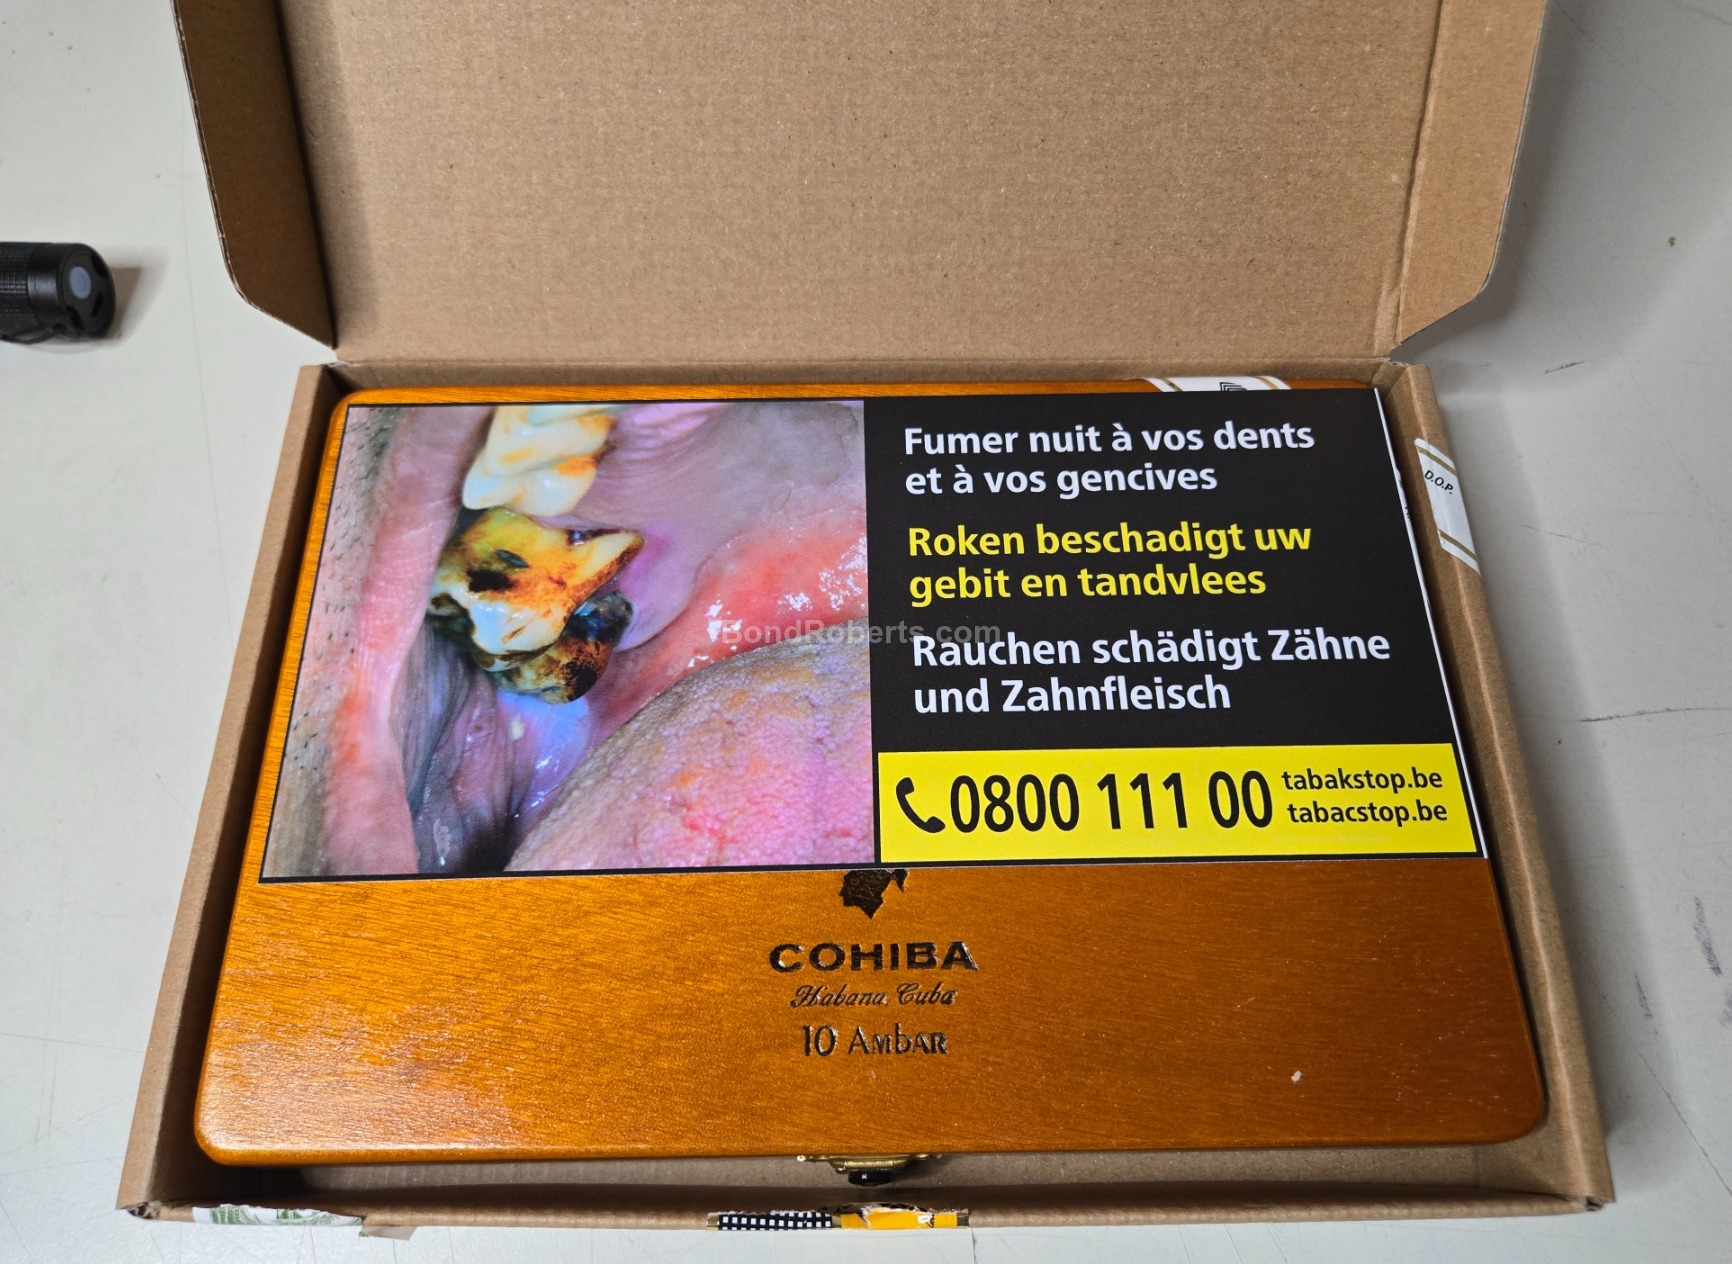 Fumer nuit à vos dents
et à vos gencives
Roken beschadigt uw
gebit en tandvlees
Rauchen schädigt Zähne
und Zahnfleisch
0800 111 00
tabakstop.be
tabacstop.be
BondRoberts.com
D.O.P.
COHIBA
Habana, Cuba
10 AMbAR